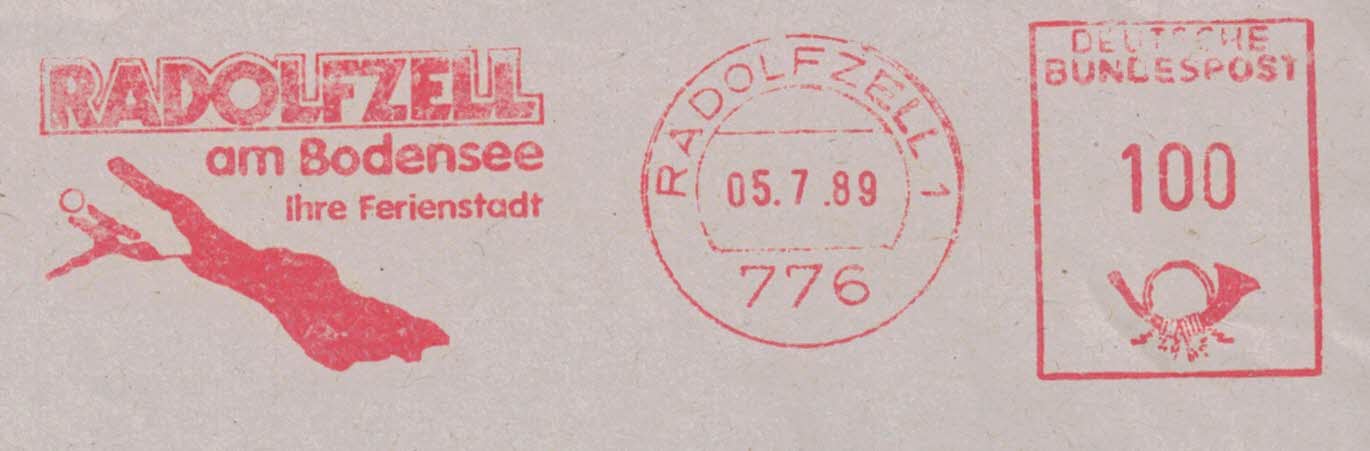 RADOLFZELL
am Bodensee
Ihre Ferienstadt
RADOLFZELL 1
05.7.89
776
DEUTSCHE
BUNDESPOST
100